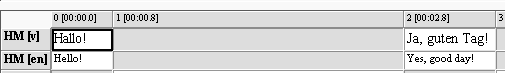 0 [00:00.0] 1 [00:00.8] 2 [00:02.8] 3
HM [v] Hallo! Ja, guten Tag!
HM [en] Hello! Yes, good day!